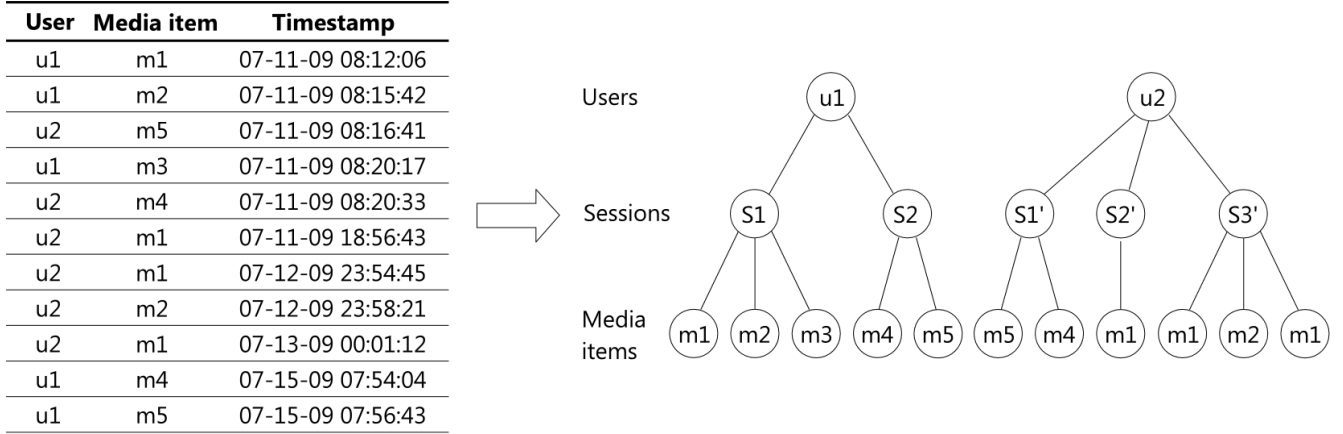 User Media item Timestamp
u1 m1 07-11-09 08:12:06
u1 m2 07-11-09 08:15:42
u2 m5 07-11-09 08:16:41
u1 m3 07-11-09 08:20:17
u2 m4 07-11-09 08:20:33
u2 m1 07-11-09 18:56:43
u2 m1 07-12-09 23:54:45
u2 m2 07-12-09 23:58:21
u2 m1 07-13-09 00:01:12
u1 m4 07-15-09 07:54:04
u1 m5 07-15-09 07:56:43
Users u1 u2
Sessions S1 S2 S1' S2' S3'
Media
items
m1 m2 m3 m4 m5 m5 m4 m1 m1 m2 m1